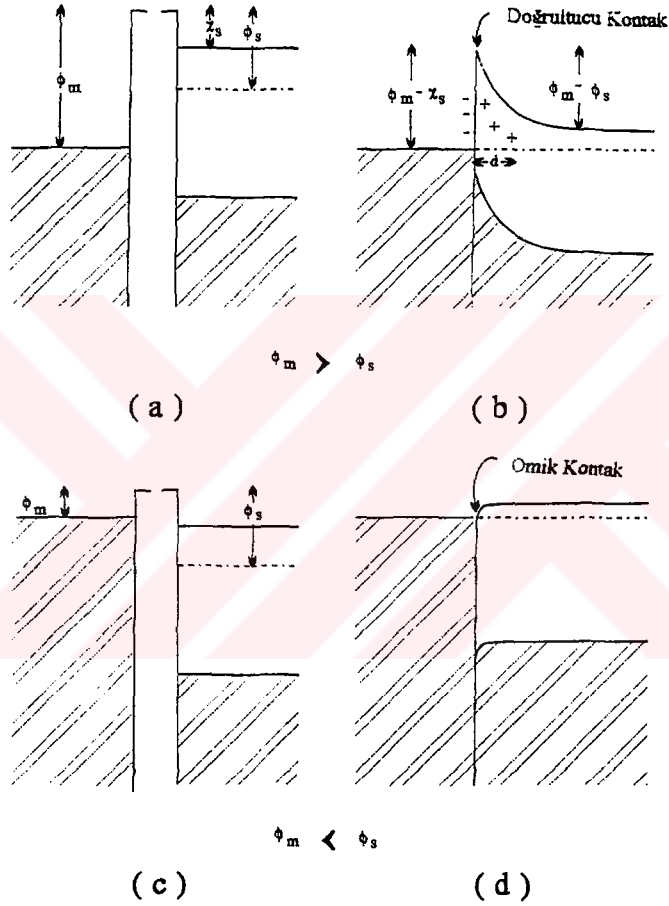 ϕm
χs
ϕs
(a)
Doğrultucu Kontak
ϕm - χs
ϕm - ϕs
- + - + - +
d
(b)
ϕm > ϕs
ϕm
ϕs
(c)
Omik Kontak
(d)
ϕm < ϕs